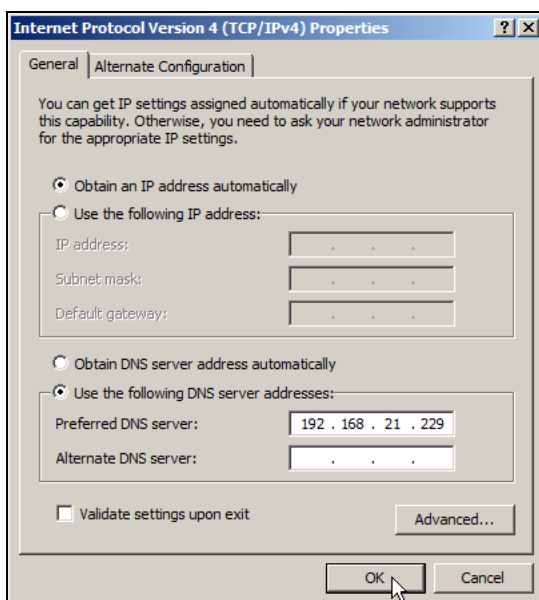 Internet Protocol Version 4 (TCP/IPv4) Properties
General
Alternate Configuration
You can get IP settings assigned automatically if your network supports
this capability. Otherwise, you need to ask your network administrator
for the appropriate IP settings.
Obtain an IP address automatically
Use the following IP address:
IP address:
. . .
Subnet mask:
. . .
Default gateway:
. . .
Obtain DNS server address automatically
Use the following DNS server addresses:
Preferred DNS server:
192 . 168 . 21 . 229
Alternate DNS server:
. . .
Validate settings upon exit
Advanced...
OK
Cancel